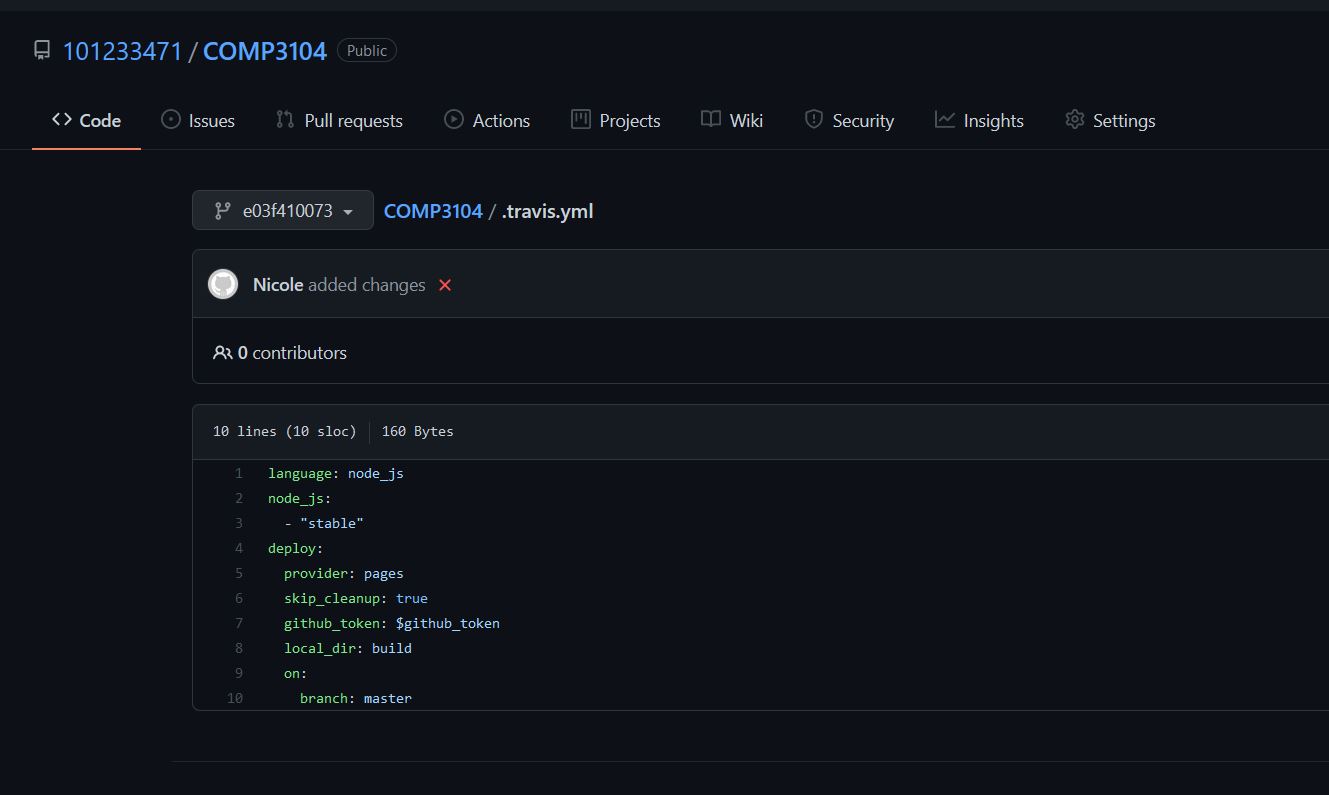 101233471 / COMP3104 Public
Code Issues Pull requests Actions Projects Wiki Security Insights Settings
e03f410073 COMP3104 / .travis.yml
Nicole added changes
0 contributors
10 lines (10 sloc) 160 Bytes
1 language: node_js
2 node_js:
3   - "stable"
4 deploy:
5   provider: pages
6   skip_cleanup: true
7   github_token: $github_token
8   local_dir: build
9   on:
10     branch: master